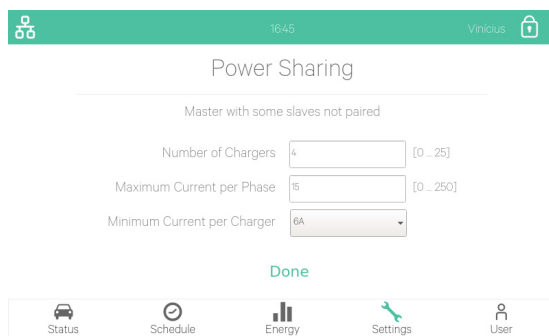 16:45 Vinícius
Power Sharing
Master with some slaves not paired
Number of Chargers 4 [0 ... 25]
Maximum Current per Phase 15 [0 ... 250]
Minimum Current per Charger 6A
Done
Status Schedule Energy Settings User